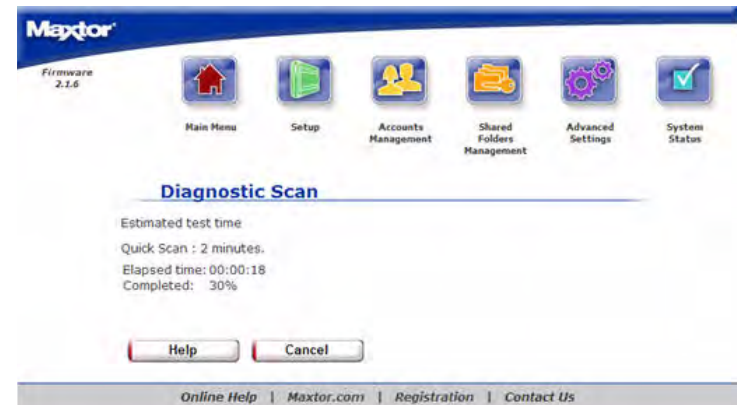 Maxtor
Firmware
2.1.6
Main Menu
Setup
Accounts
Management
Shared
Folders
Management
Advanced
Settings
System
Status
Diagnostic Scan
Estimated test time
Quick Scan : 2 minutes.
Elapsed time: 00:00:18
Completed: 30%
Help
Cancel
Online Help | Maxtor.com | Registration | Contact Us